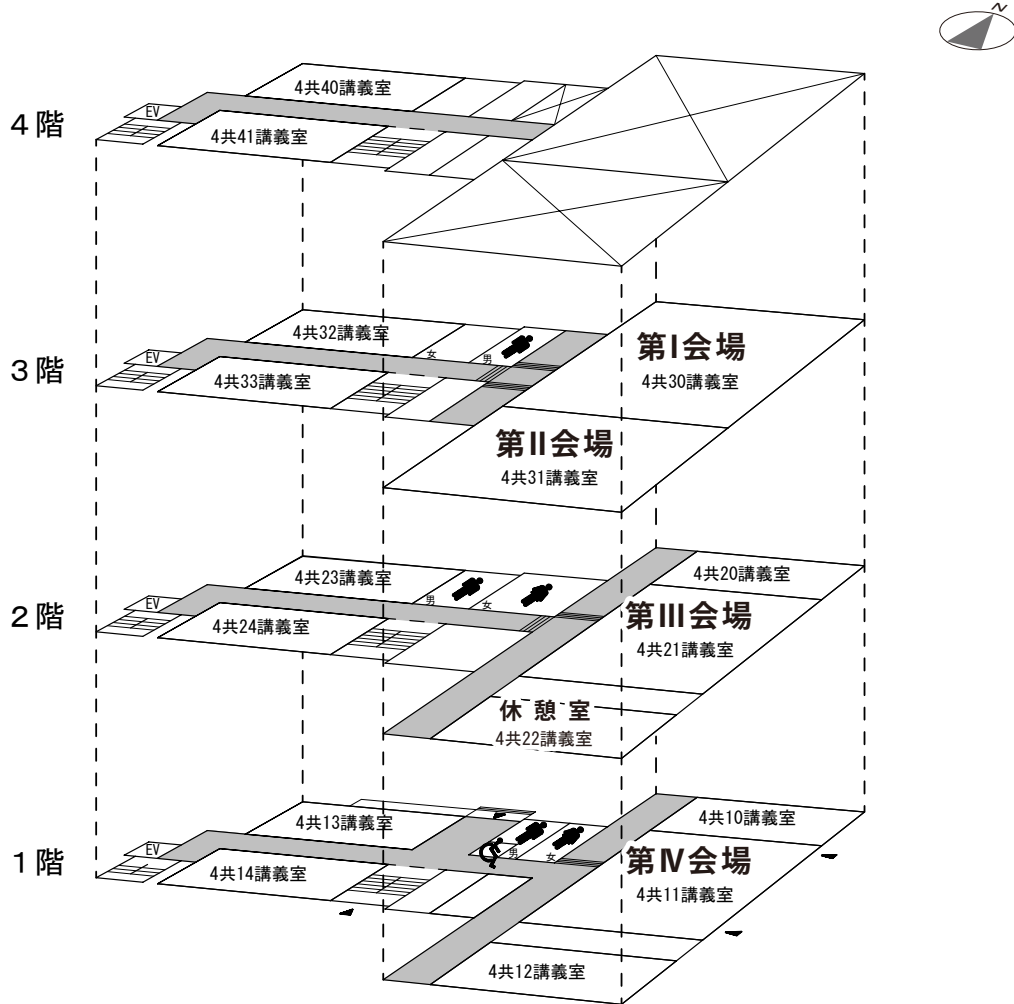 N
4階
4共40講義室
EV
4共41講義室
3階
4共32講義室
EV
女
男
4共33講義室
第Ⅰ会場
4共30講義室
第Ⅱ会場
4共31講義室
2階
4共23講義室
EV
男
女
4共24講義室
4共20講義室
第Ⅲ会場
4共21講義室
休憩室
4共22講義室
1階
4共13講義室
EV
男
女
4共14講義室
4共10講義室
第Ⅳ会場
4共11講義室
4共12講義室